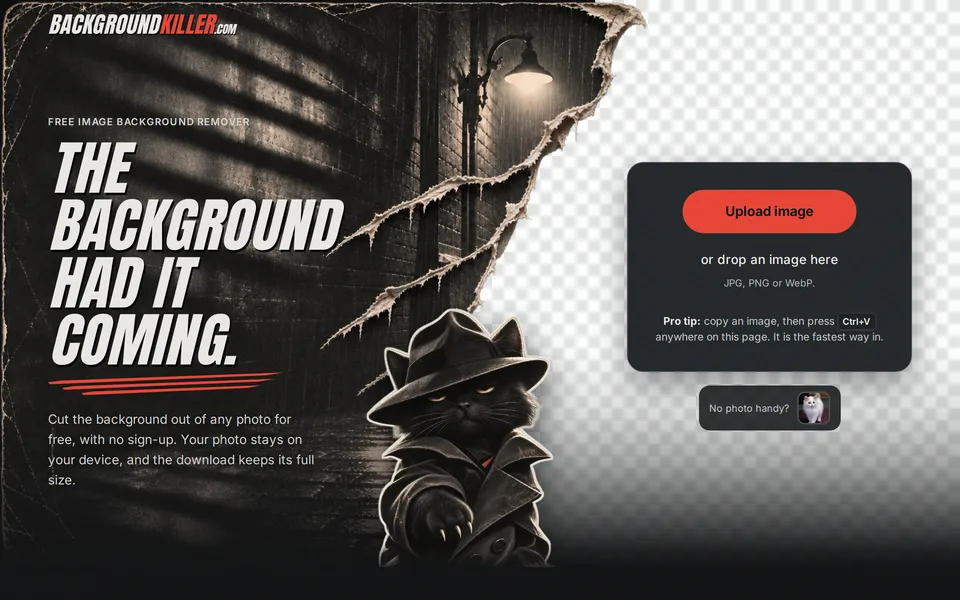 BACKGROUNDKILLER.COM
FREE IMAGE BACKGROUND REMOVER
THE
BACKGROUND
HAD IT
COMING.
Cut the background out of any photo for
free, with no sign-up. Your photo stays on
your device, and the download keeps its full
size.
Upload image
or drop an image here
JPG, PNG or WebP.
Pro tip: copy an image, then press Ctrl+V
anywhere on this page. It is the fastest way in.
No photo handy?